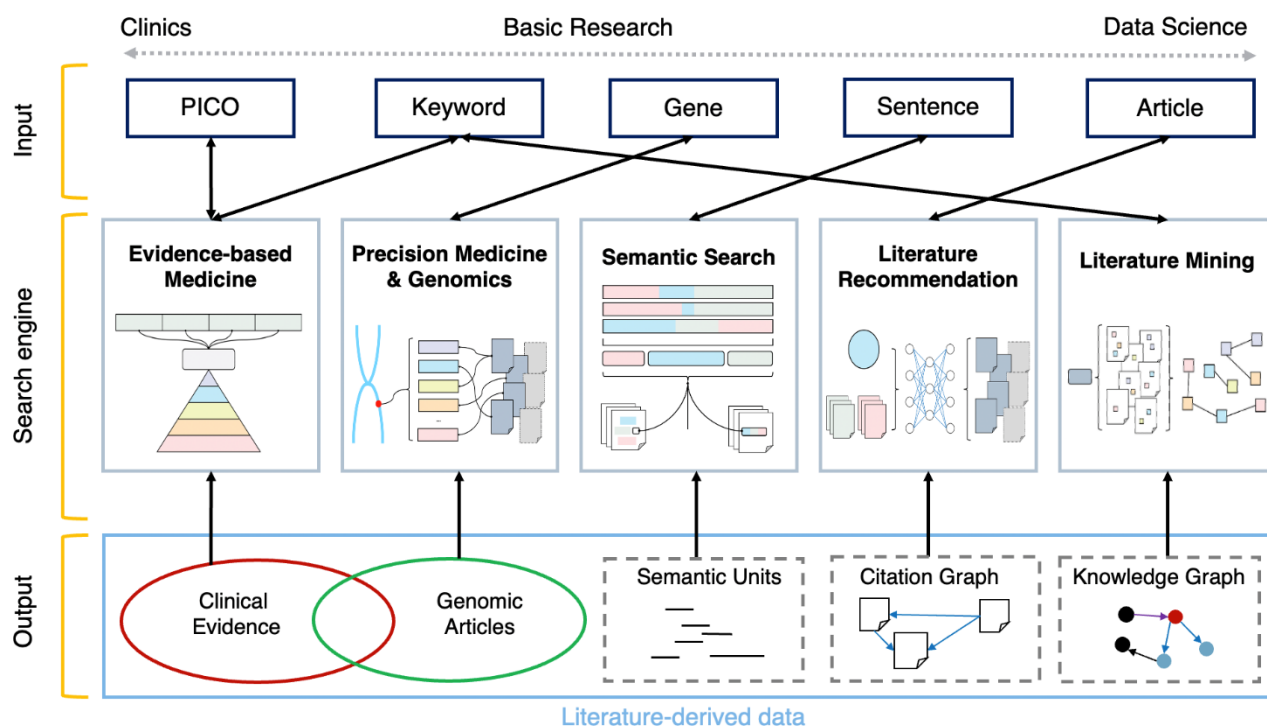 Clinics
Basic Research
Data Science
Input
PICO
Keyword
Gene
Sentence
Article
Search engine
Evidence-based
Medicine
Precision Medicine
& Genomics
...
Semantic Search
Literature
Recommendation
Literature Mining
Output
Clinical
Evidence
Genomic
Articles
Semantic Units
Citation Graph
Knowledge Graph
Literature-derived data